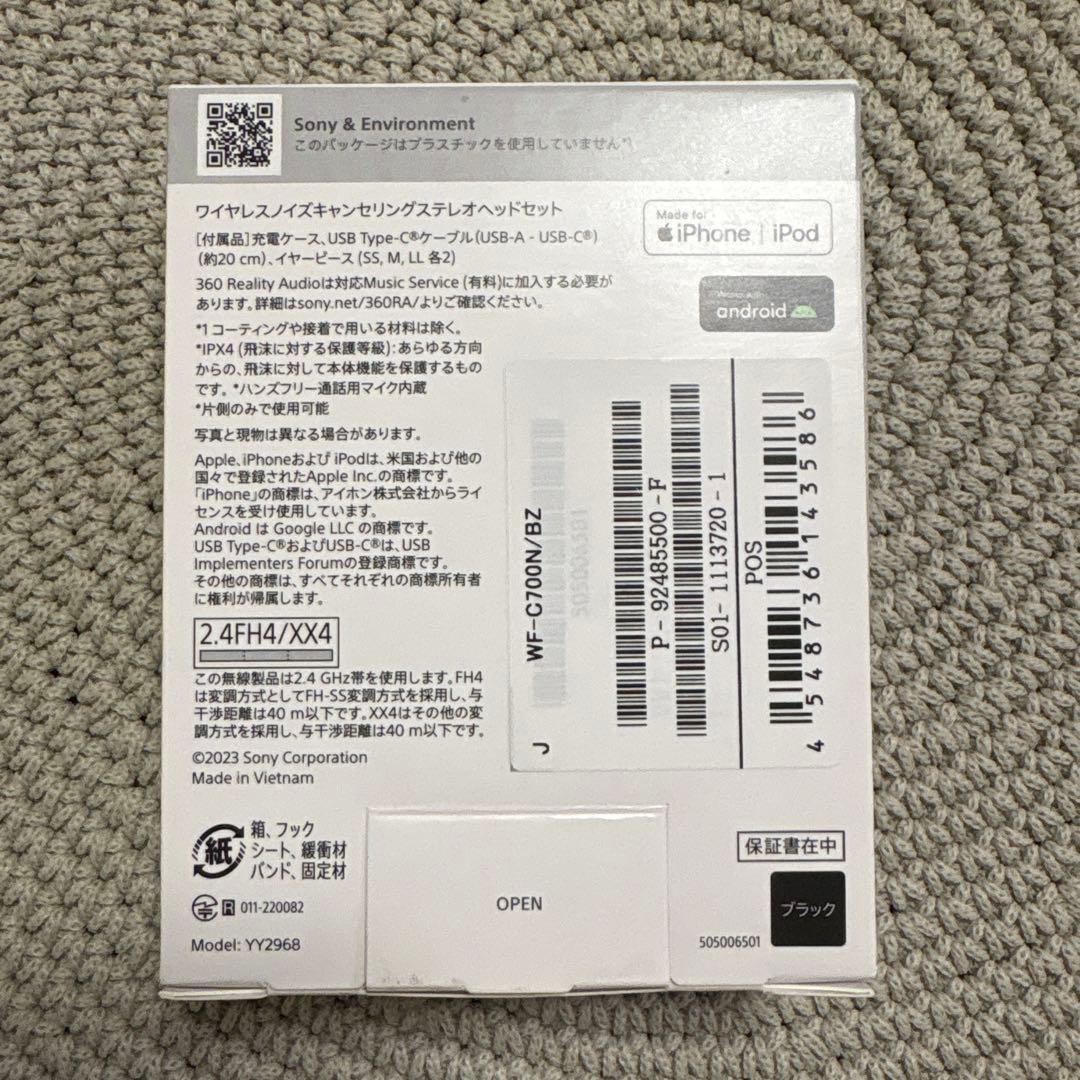 Sony & Environment
このパッケージはプラスチックを使用していません*1
ワイヤレスノイズキャンセリングステレオヘッドセット
[付属品]充電ケース、USB Type-C®ケーブル(USB-A - USB-C®)
(約20 cm)、イヤーピース (SS, M, LL 各2)
360 Reality Audioは対応Music Service (有料)に加入する必要が
あります。詳細はsony.net/360RA/よりご確認ください。
*1 コーティングや接着で用いる材料は除く。
*IPX4 (飛沫に対する保護等級): あらゆる方向
からの、飛沫に対して本体機能を保護するもの
です。*ハンズフリー通話用マイク内蔵
*片側のみで使用可能
写真と現物は異なる場合があります。
Apple、iPhoneおよび iPodは、米国および他の
国々で登録されたApple Inc.の商標です。
「iPhone」の商標は、アイホン株式会社からライ
センスを受け使用しています。
Android は Google LLC の商標です。
USB Type-C®およびUSB-C®は、USB
Implementers Forumの登録商標です。
その他の商標は、すべてそれぞれの商標所有者
に権利が帰属します。
2.4FH4/XX4
この無線製品は2.4 GHz帯を使用します。FH4
は変調方式としてFH-SS変調方式を採用し、与
干渉距離は40 m以下です。XX4はその他の変
調方式を採用し、与干渉距離は40 m以下です。
©2023 Sony Corporation
Made in Vietnam
紙
箱、フック
シート、緩衝材
バンド、固定材
R 011-220082
Model: YY2968
Made for
iPhone | iPod
android
J WF-C700N/BZ
505006501
P - 92485500 - F
S01- 1113720 - 1
POS
4 548736 143586
OPEN
保証書在中
ブラック
505006501